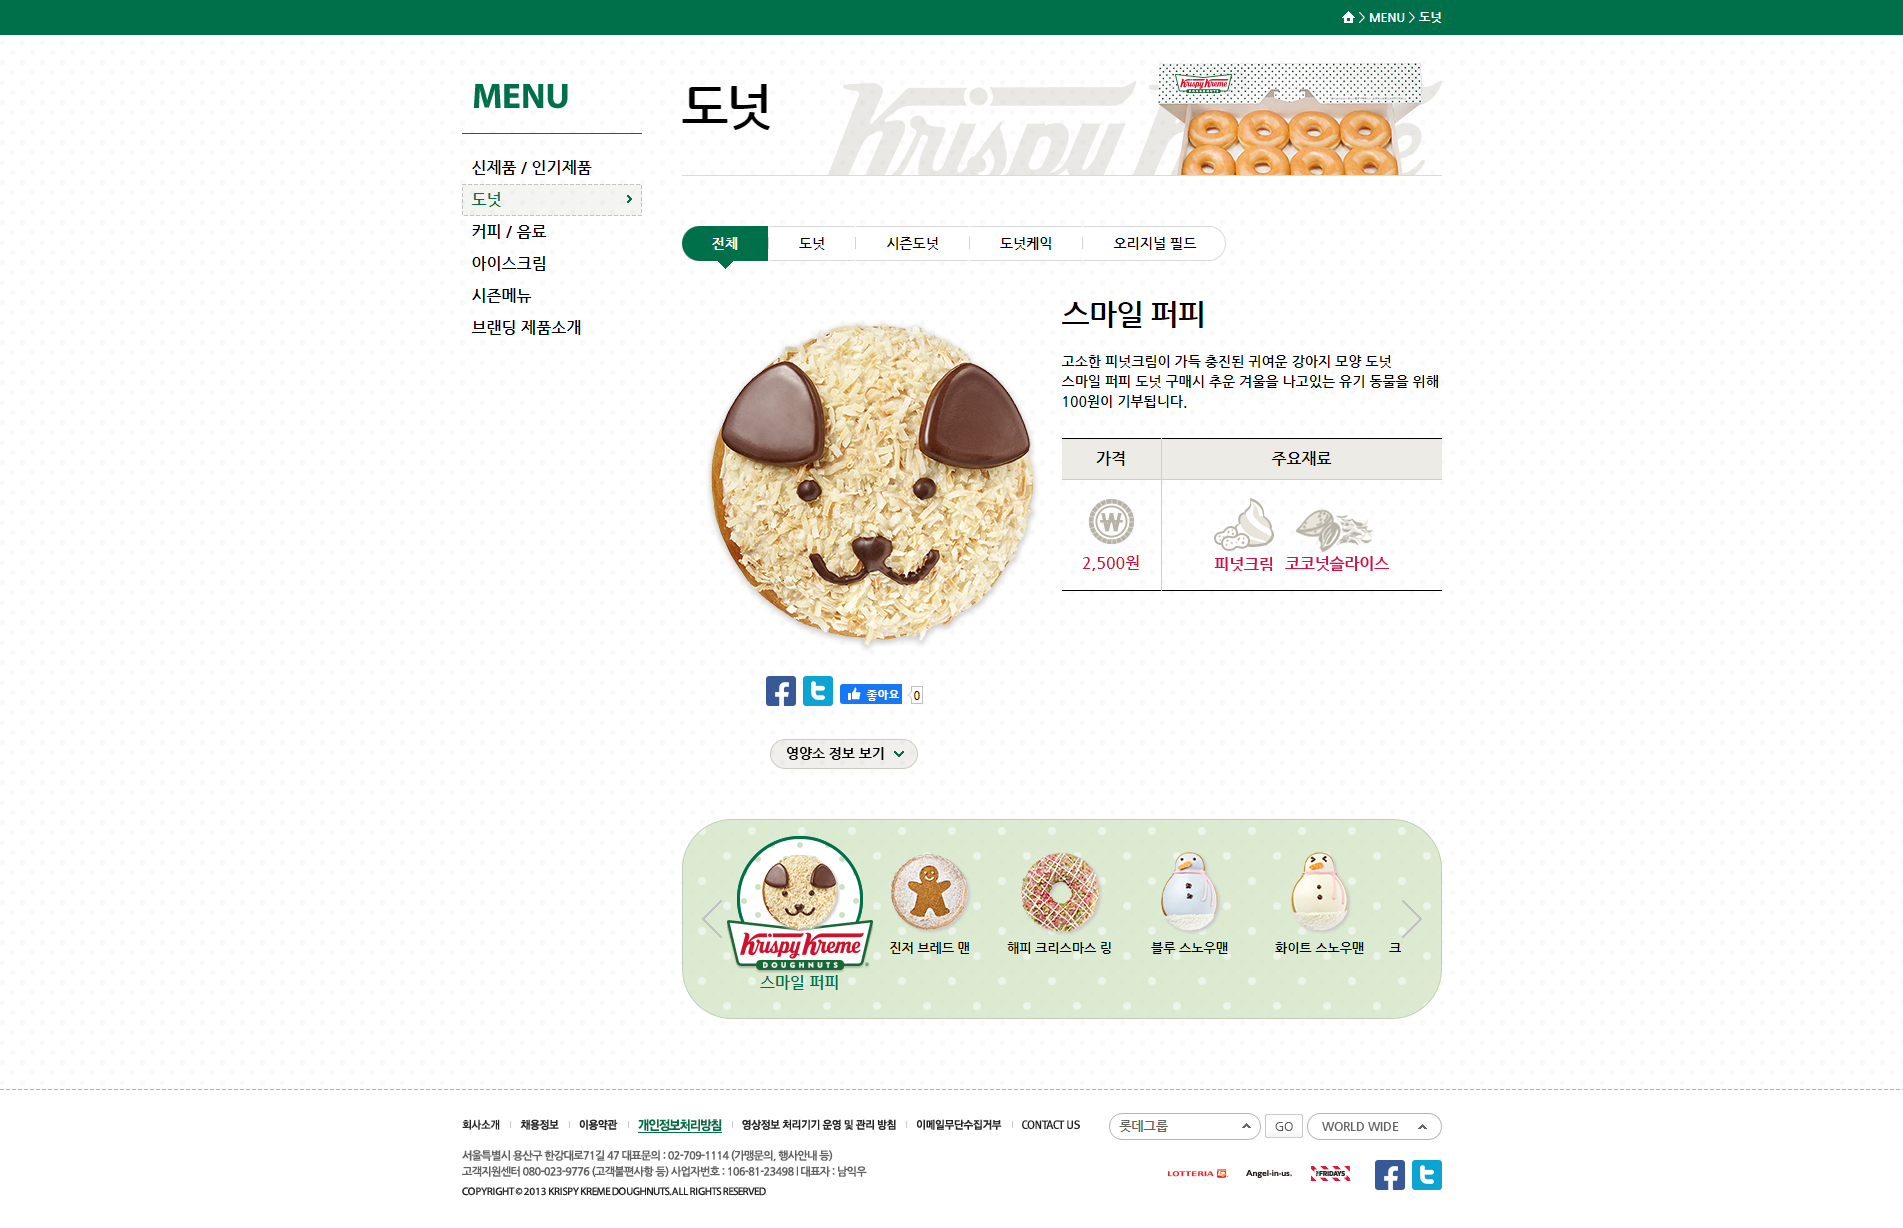 > MENU > 도넛
MENU
신제품 / 인기제품
도넛
커피 / 음료
아이스크림
시즌메뉴
브랜딩 제품소개
도넛
Krispy Kreme
Krispy Kreme
DOUGHNUTS
전체
도넛
시즌도넛
도넛케익
오리지널 필드
스마일 퍼피
고소한 피넛크림이 가득 충진된 귀여운 강아지 모양 도넛
스마일 퍼피 도넛 구매시 추운 겨울을 나고있는 유기 동물을 위해
100원이 기부됩니다.
가격 주요재료
2,500원 피넛크림 코코넛슬라이스
좋아요 0
영양소 정보 보기
Krispy Kreme
DOUGHNUTS
스마일 퍼피
진저 브레드 맨
해피 크리스마스 링
블루 스노우맨
화이트 스노우맨
크
회사소개 | 채용정보 | 이용약관 | 개인정보처리방침 | 영상정보 처리기기 운영 및 관리 방침 | 이메일무단수집거부 | CONTACT US
롯데그룹 GO WORLD WIDE
서울특별시 용산구 한강대로71길 47 대표문의 : 02-709-1114 (가맹문의, 행사안내 등)
고객지원센터 080-023-9776 (고객불편사항 등) 사업자번호 : 106-81-23498 | 대표자 : 남익우
COPYRIGHT © 2013 KRISPY KREME DOUGHNUTS. ALL RIGHTS RESERVED
LOTTERIA Angel-in-us. FRIDAYS